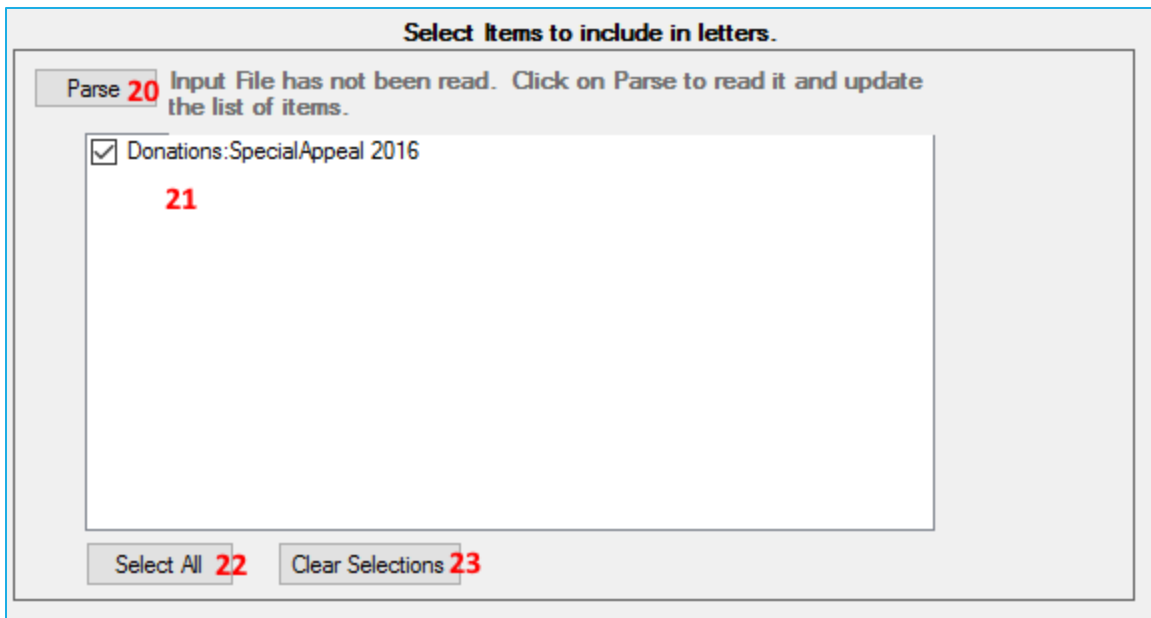 Select Items to include in letters.
Parse 20 Input File has not been read. Click on Parse to read it and update
the list of items.
Donations:SpecialAppeal 2016
21
Select All 22 Clear Selections 23